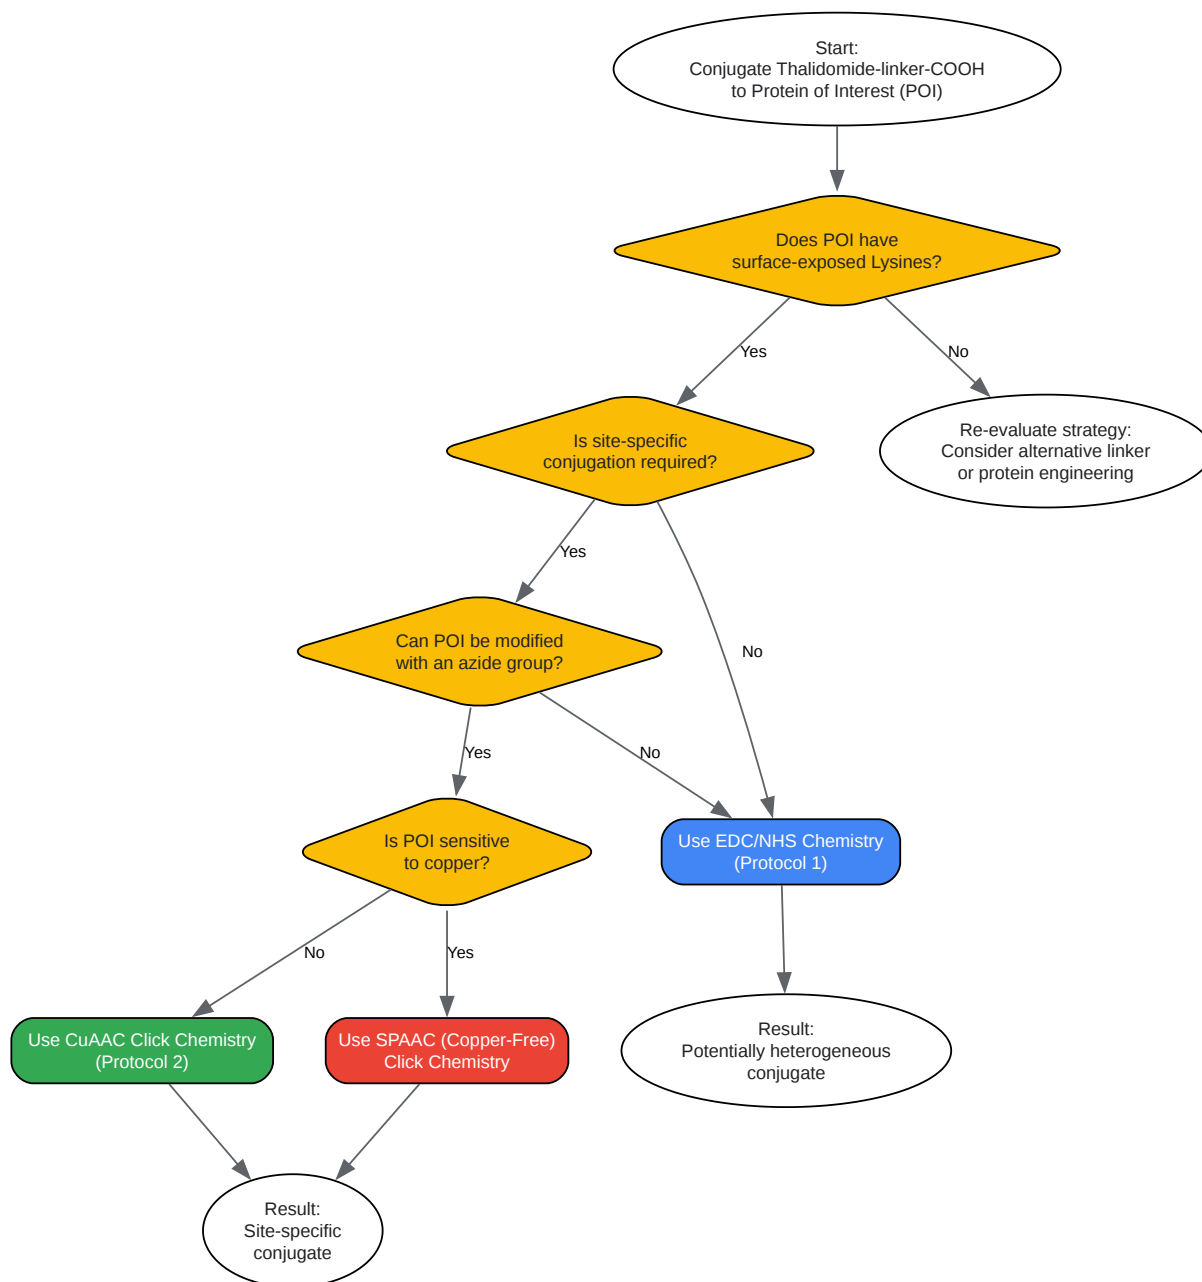 Start:
Conjugate Thalidomide-linker-COOH
to Protein of Interest (POI)
Does POI have
surface-exposed Lysines?
Yes
No
Is site-specific
conjugation required?
Re-evaluate strategy:
Consider alternative linker
or protein engineering
Yes
No
Can POI be modified
with an azide group?
Yes
No
Is POI sensitive
to copper?
Use EDC/NHS Chemistry
(Protocol 1)
No
Yes
Use CuAAC Click Chemistry
(Protocol 2)
Use SPAAC (Copper-Free)
Click Chemistry
Result:
Potentially heterogeneous
conjugate
Result:
Site-specific
conjugate